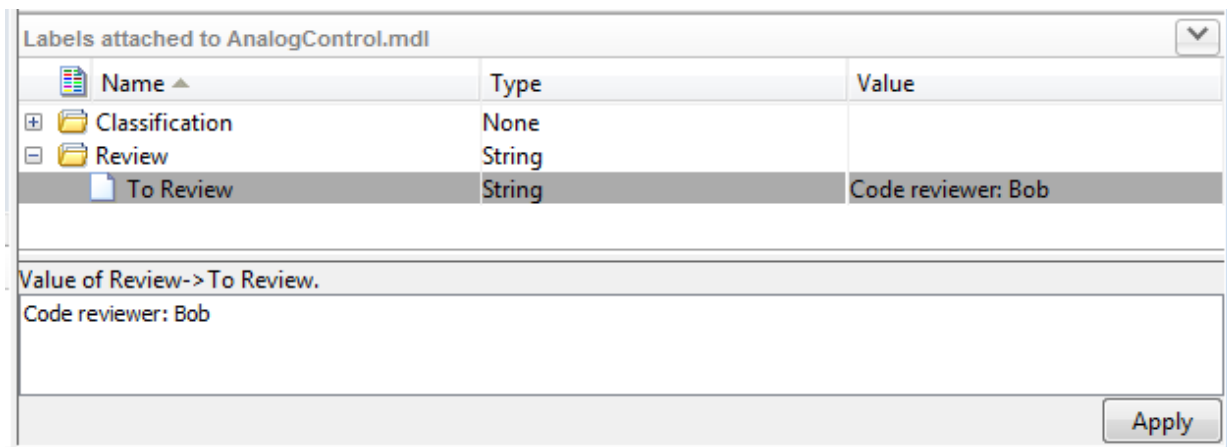 Labels attached to AnalogControl.mdl
Name Type Value
Classification None
Review String
To Review String Code reviewer: Bob
Value of Review->To Review.
Code reviewer: Bob
Apply